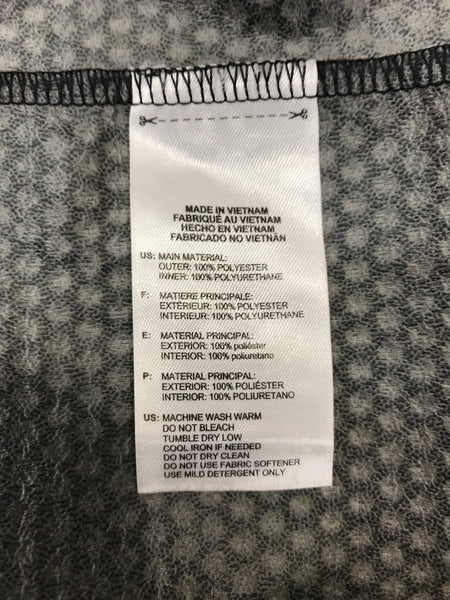 MADE IN VIETNAM
FABRIQUÉ AU VIETNAM
HECHO EN VIETNAM
FABRICADO NO VIETNÃN
US: MAIN MATERIAL:
OUTER: 100% POLYESTER
INNER: 100% POLYURETHANE
F: MATIERE PRINCIPALE:
EXTÉRIEUR: 100% POLYESTER
INTERIEUR: 100% POLYURETHANE
E: MATERIAL PRINCIPAL:
EXTERIOR: 100% poliéster
INTERIOR: 100% poliuretano
P: MATERIAL PRINCIPAL:
EXTERIOR: 100% POLIÉSTER
INTERIOR: 100% POLIURETANO
US: MACHINE WASH WARM
DO NOT BLEACH
TUMBLE DRY LOW
COOL IRON IF NEEDED
DO NOT DRY CLEAN
DO NOT USE FABRIC SOFTENER
USE MILD DETERGENT ONLY